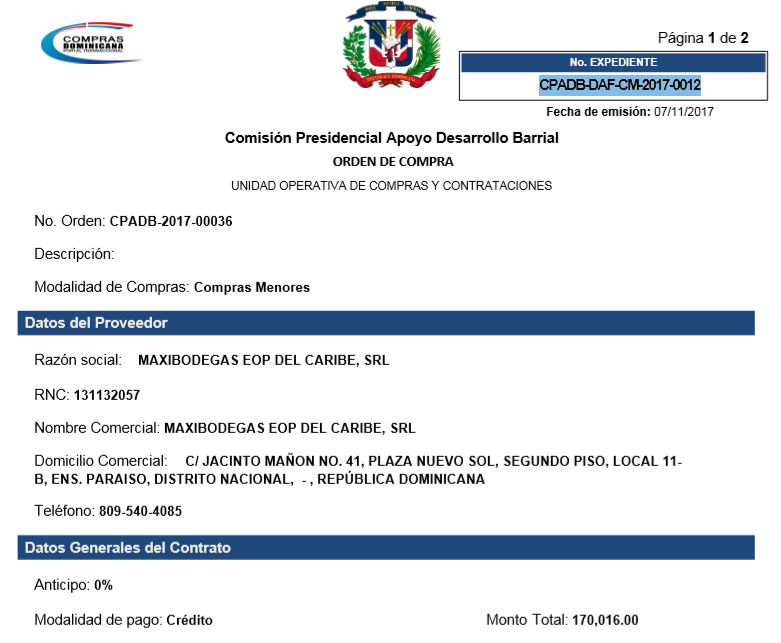 COMPRAS
DOMINICANA
PORTAL TRANSACCIONAL
Página 1 de 2
No. EXPEDIENTE
CPADB-DAF-CM-2017-0012
Fecha de emisión: 07/11/2017
Comisión Presidencial Apoyo Desarrollo Barrial
ORDEN DE COMPRA
UNIDAD OPERATIVA DE COMPRAS Y CONTRATACIONES
No. Orden: CPADB-2017-00036
Descripción:
Modalidad de Compras: Compras Menores
Datos del Proveedor
Razón social: MAXIBODEGAS EOP DEL CARIBE, SRL
RNC: 131132057
Nombre Comercial: MAXIBODEGAS EOP DEL CARIBE, SRL
Domicilio Comercial: C/ JACINTO MAÑON NO. 41, PLAZA NUEVO SOL, SEGUNDO PISO, LOCAL 11-
B, ENS. PARAISO, DISTRITO NACIONAL, - , REPÚBLICA DOMINICANA
Teléfono: 809-540-4085
Datos Generales del Contrato
Anticipo: 0%
Modalidad de pago: Crédito Monto Total: 170,016.00